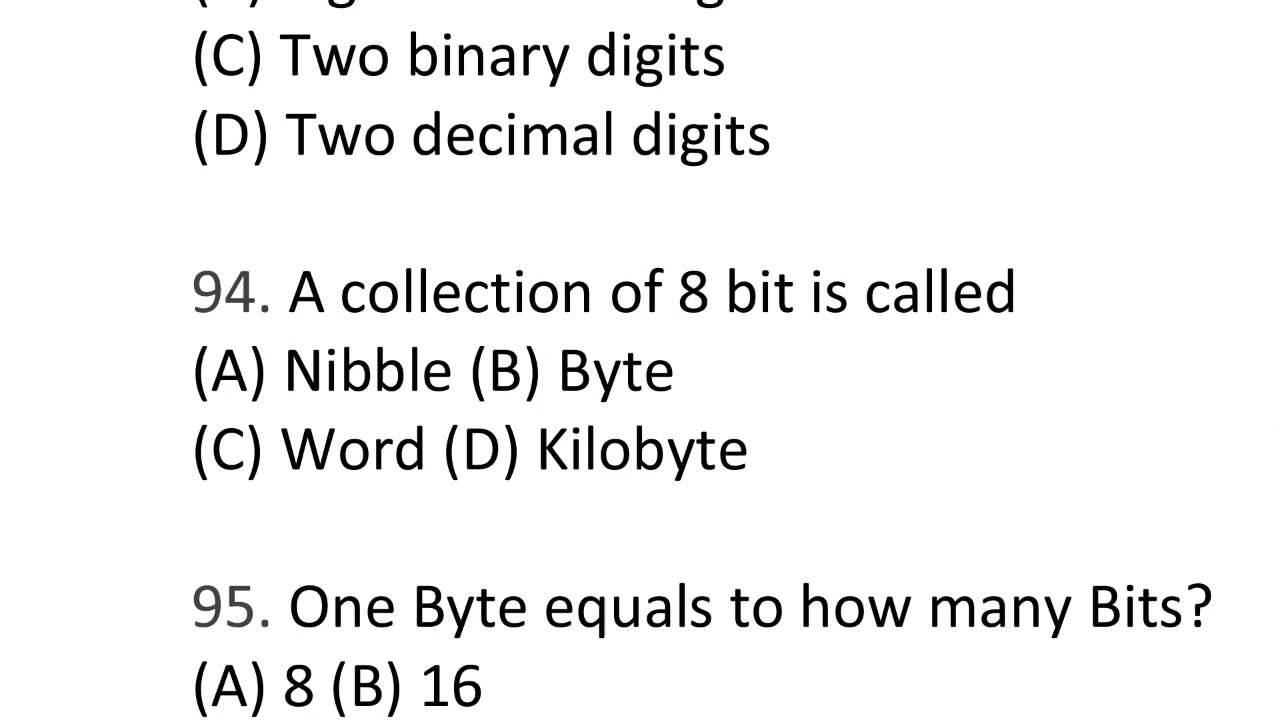 (C) Two binary digits
(D) Two decimal digits
94. A collection of 8 bit is called
(A) Nibble (B) Byte
(C) Word (D) Kilobyte
95. One Byte equals to how many Bits?
(A) 8 (B) 16